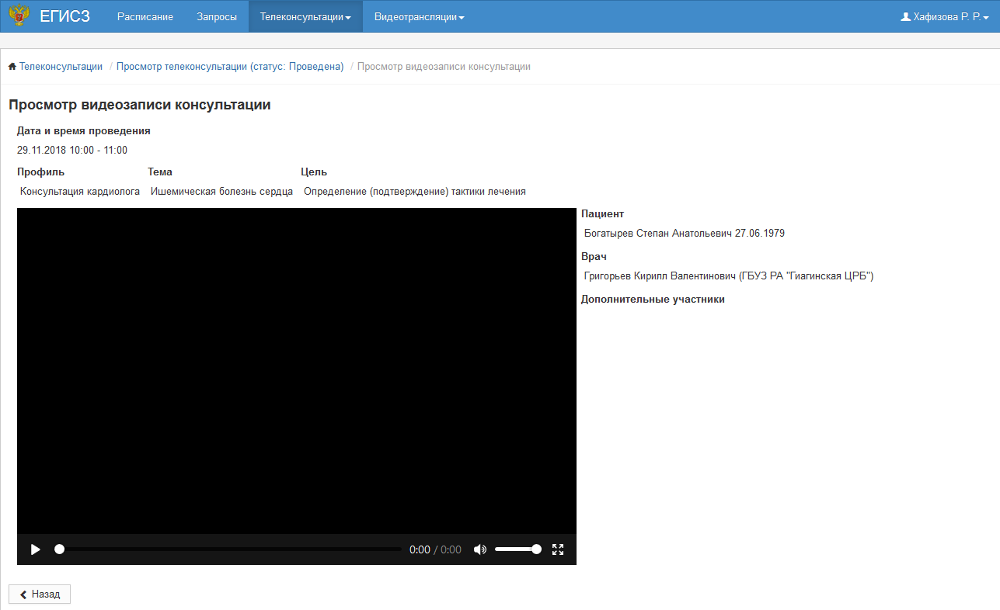 ЕГИСЗ Расписание Запросы Телеконсультации Видеотрансляции Хафизова Р. Р.
Телеконсультации / Просмотр телеконсультации (статус: Проведена) / Просмотр видеозаписи консультации
Просмотр видеозаписи консультации
Дата и время проведения
29.11.2018 10:00 - 11:00
Профиль Тема Цель
Консультация кардиолога Ишемическая болезнь сердца Определение (подтверждение) тактики лечения
Пациент
Богатырев Степан Анатольевич 27.06.1979
Врач
Григорьев Кирилл Валентинович (ГБУЗ РА "Гиагинская ЦРБ")
Дополнительные участники
0:00 / 0:00
Назад